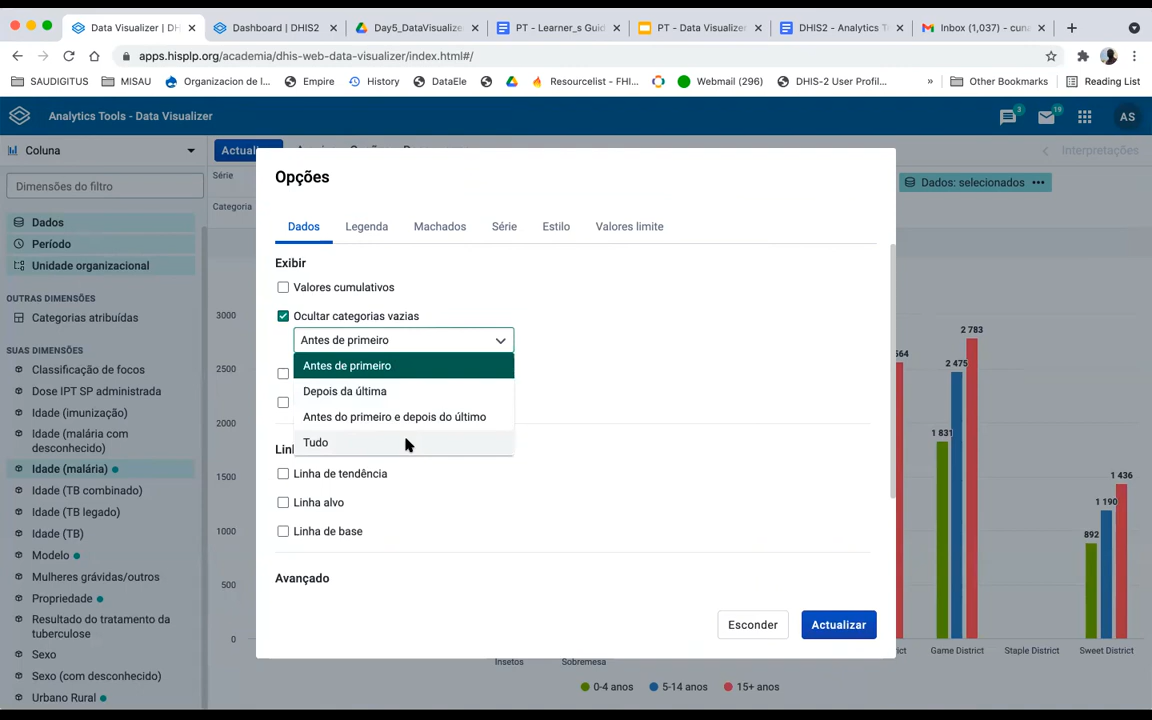 Data Visualizer | DH
Dashboard | DHIS2
Day5_DataVisualize
PT - Learner_s Guid
PT - Data Visualizer
DHIS2 - Analytics T
Inbox (1,037) - cun
apps.hisplp.org/academia/dhis-web-data-visualizer/index.html#/
SAUDIGITUS
MISAU
Organizacion de I...
Empire
History
DataEle
Resourcelist - FHI...
Webmail (296)
DHIS-2 User Profil...
»
Other Bookmarks
Reading List
Analytics Tools - Data Visualizer
3
19
AS
Coluna
Actual
Interpretações
Dimensões do filtro
Série
Dados: selecionados
Categoria
Dados
Período
Unidade organizacional
OUTRAS DIMENSÕES
Categorias atribuídas
SUAS DIMENSÕES
Classificação de focos
Dose IPT SP administrada
Idade (imunização)
Idade (malária com
desconhecido)
Idade (malária)
Idade (TB combinado)
Idade (TB legado)
Idade (TB)
Modelo
Mulheres grávidas/outros
Propriedade
Resultado do tratamento da
tuberculose
Sexo
Sexo (com desconhecido)
Urbano Rural
Opções
Dados
Legenda
Machados
Série
Estilo
Valores limite
Exibir
Valores cumulativos
Ocultar categorias vazias
Antes de primeiro
Antes de primeiro
Depois da última
Antes do primeiro e depois do último
Tudo
Lin
Linha de tendência
Linha alvo
Linha de base
Avançado
Esconder
Actualizar
3000
2500
2000
1500
1000
500
0
564
1 831
2 475
2 783
892
1 190
1 436
ict
Game District
Staple District
Sweet District
Insetos
Sobremesa
0-4 anos
5-14 anos
15+ anos